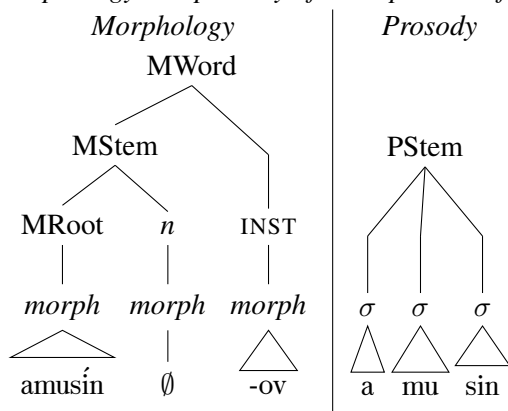 Morphology Prosody
MWord
MStem PStem
MRoot n INST
morph morph morph σ σ σ
amusín ∅ -ov a mu sin